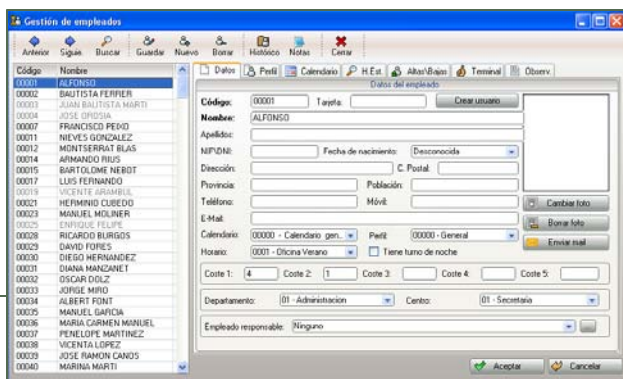 Gestión de empleados
Anterior Siguie. Buscar Guardar Nuevo Borrar Histórico Notas Cerrar
Código Nombre
00001 ALFONSO
00002 BAUTISTA FERRER
00003 JUAN BAUTISTA MARTI
00004 JOSE OROSIA
00007 FRANCISCO PEIXO
00011 NIEVES GONZALEZ
00012 MONTSERRAT BLAS
00014 ARMANDO RIUS
00015 BARTOLOME NEBOT
00017 LUIS FERNANDO
00019 VICENTE ARAMBUL
00021 HERMINIO CUBEDO
00023 MANUEL MOLINER
00025 ENRIQUE FELIPE
00028 RICARDO BURGOS
00029 DAVID FORES
00030 DIEGO HERNANDEZ
00031 DIANA MANZANET
00032 OSCAR DOLZ
00033 JORGE MIRO
00034 ALBERT FONT
00035 MANUEL GARCIA
00036 MARIA CARMEN MANUEL
00037 PENELOPE MARTINEZ
00038 VICENTA LOPEZ
00039 JOSE RAMON CANOS
00040 MARINA MARTI
Datos Perfil Calendario H.Est. Altas\Bajas Terminal Observ.
Datos del empleado
Código: 00001 Tarjeta: Crear usuario
Nombre: ALFONSO
Apellidos:
NIF\DNI: Fecha de nacimiento: Desconocida
Dirección: C. Postal:
Provincia: Población:
Teléfono: Móvil: Cambiar foto
E-Mail: Borrar foto
Calendario: 00000 - Calendario gen.. Perfil: 00000 - General Enviar mail
Horario: 0001 - Oficina Verano Tiene turno de noche
Coste 1: 4 Coste 2: 1 Coste 3: Coste 4: Coste 5:
Departamento: 01 - Administracion Centro: 01 - Secretaria
Empleado responsable: Ninguno ...
Aceptar Cancelar